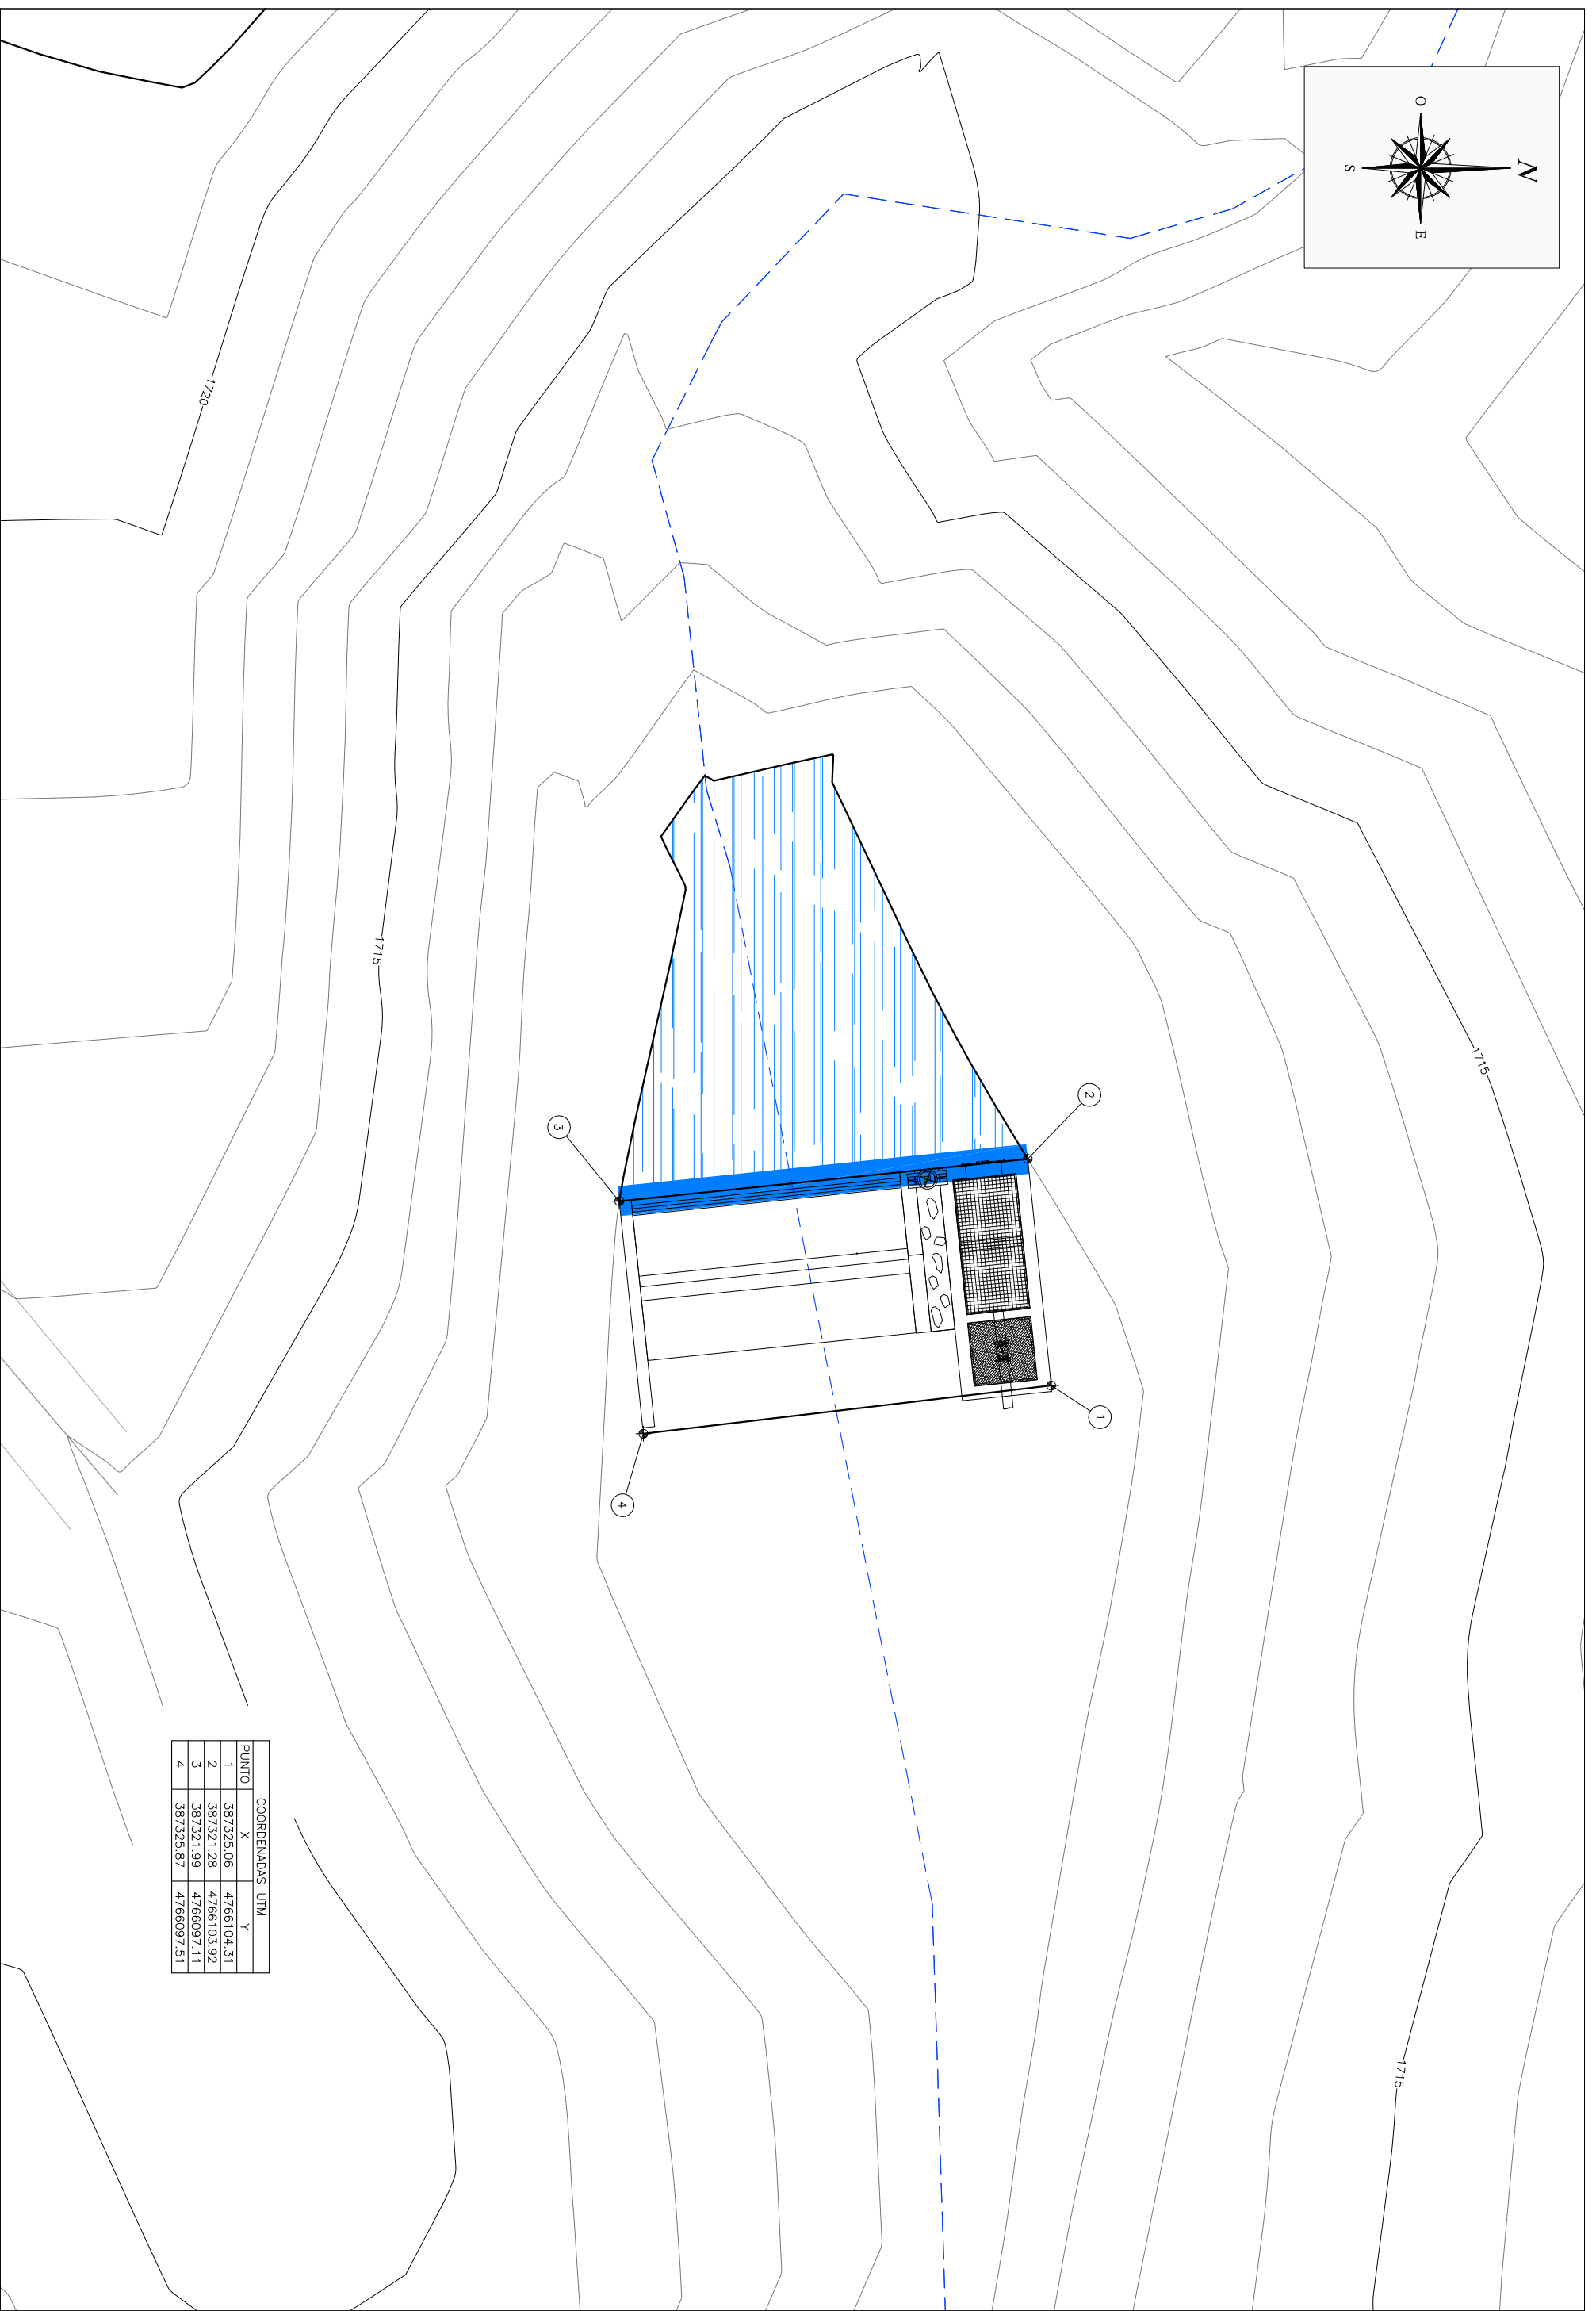 N
O
E
S
1715
1715
1715
1720
2
1
3
4
COORDENADAS UTM
PUNTO X Y
1 387325.06 4766104.31
2 387321.28 4766103.92
3 387321.99 4766097.11
4 387325.87 4766097.51